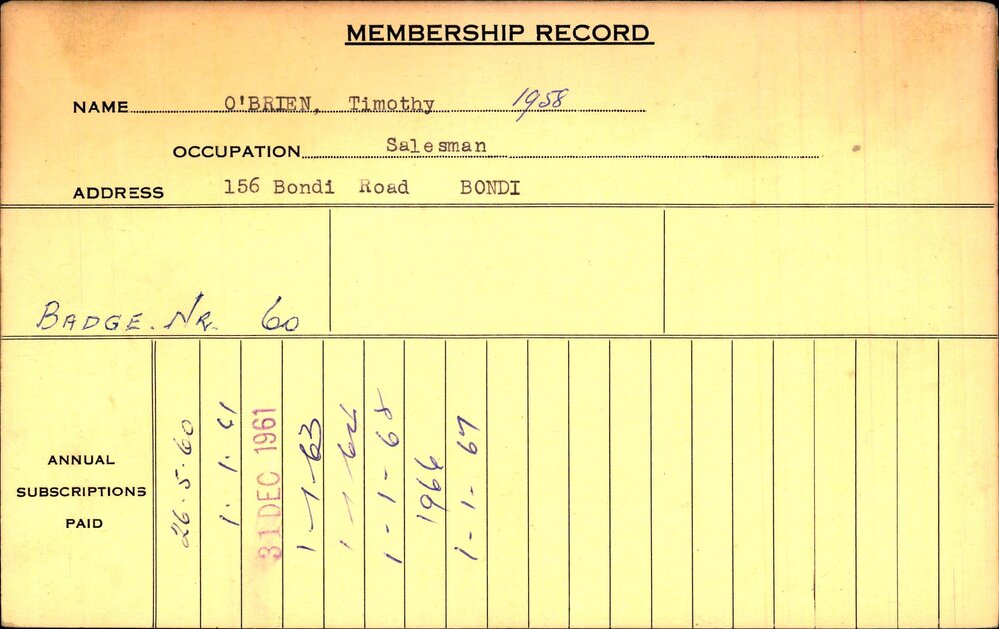 MEMBERSHIP RECORD
NAME O'BRIEN, Timothy 1958
OCCUPATION Salesman
ADDRESS 156 Bondi Road BONDI
BADGE. NR. 60
ANNUAL
SUBSCRIPTIONS
PAID
26.5.60
1.1.61
31 DEC 1961
1-1-63
1-1-64
1-1-65
1966
1-1-67